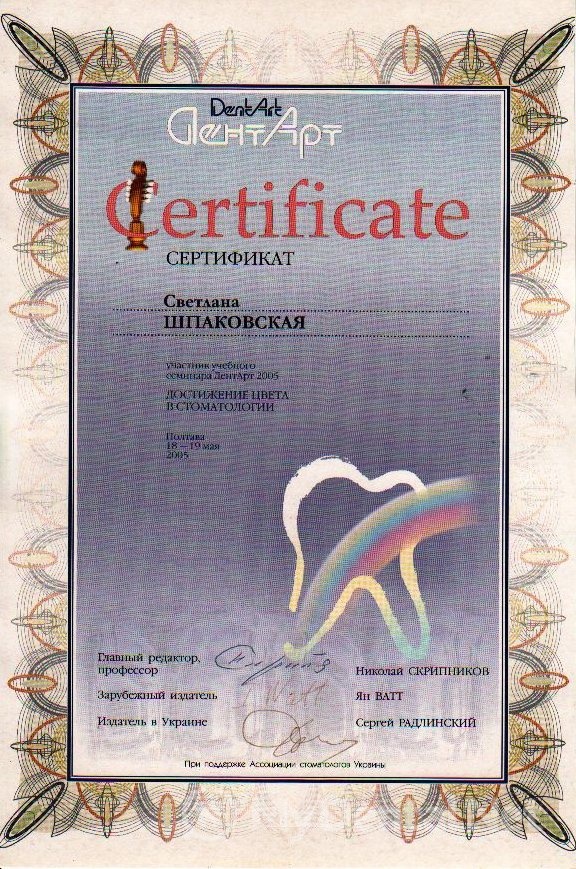 DentArt
ДентАрт
Certificate
СЕРТИФИКАТ
Светлана
ШПАКОВСКАЯ
участник учебного
семинара ДентАрт 2005
ДОСТИЖЕНИЕ ЦВЕТА
В СТОМАТОЛОГИИ
Полтава
18 – 19 мая
2005
Главный редактор,
профессор
Николай СКРИПНИКОВ
Зарубежный издатель
Ян ВАТТ
Издатель в Украине
Сергей РАДЛИНСКИЙ
При поддержке Ассоциации стоматологов Украины